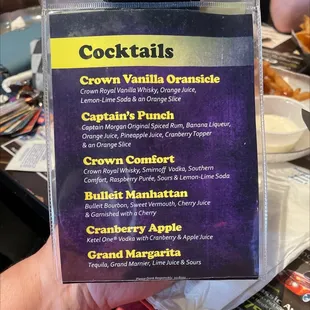 Cocktails
Crown Vanilla Oransicle
Crown Royal Vanilla Whisky, Orange Juice,
Lemon-Lime Soda & an Orange Slice
Captain's Punch
Captain Morgan Original Spiced Rum, Banana Liqueur,
Orange Juice, Pineapple Juice, Cranberry Topper
& an Orange Slice
Crown Comfort
Crown Royal Whisky, Smirnoff Vodka, Southern
Comfort, Raspberry Purée, Sours & Lemon-Lime Soda
Bulleit Manhattan
Bulleit Bourbon, Sweet Vermouth, Cherry Juice
& Garnished with a Cherry
Cranberry Apple
Ketel One® Vodka with Cranberry & Apple Juice
Grand Margarita
Tequila, Grand Marnier, Lime Juice & Sours